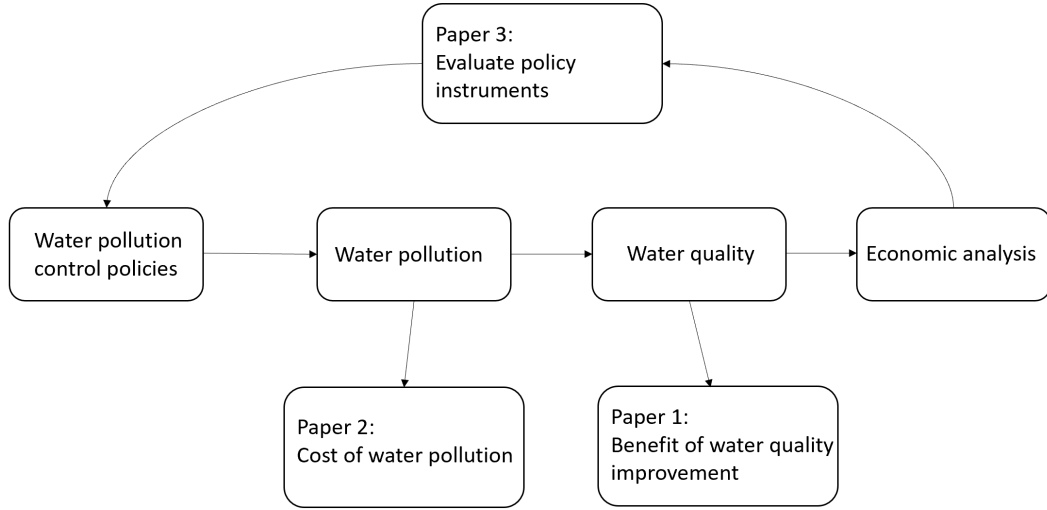 Paper 3:
Evaluate policy
instruments
Water pollution
control policies
Water pollution
Water quality
Economic analysis
Paper 2:
Cost of water pollution
Paper 1:
Benefit of water quality
improvement